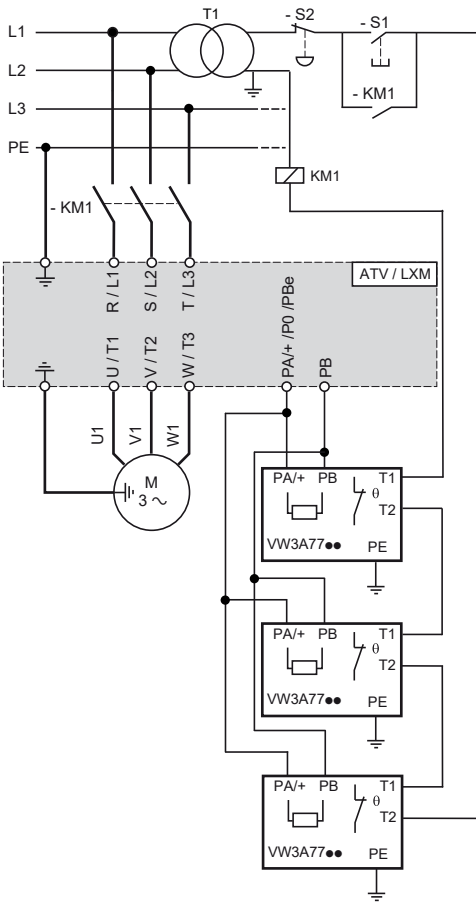 T1
- S2
- S1
L1
L2
- KM1
L3
PE
KM1
- KM1
ATV / LXM
R / L1
S / L2
T / L3
PA/+ /P0 /PBe
PB
U / T1
V / T2
W / T3
U1
V1
W1
M
3 ~
PA/+ PB T1
θ
T2
VW3A77●● PE
PA/+ PB T1
θ
T2
VW3A77●● PE
PA/+ PB T1
θ
T2
VW3A77●● PE